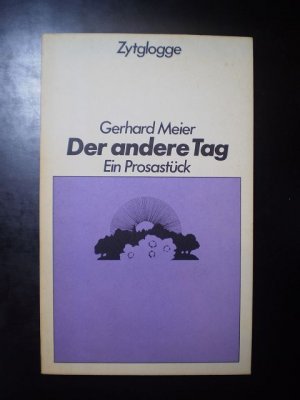 Zytglogge
Gerhard Meier
Der andere Tag
Ein Prosastück